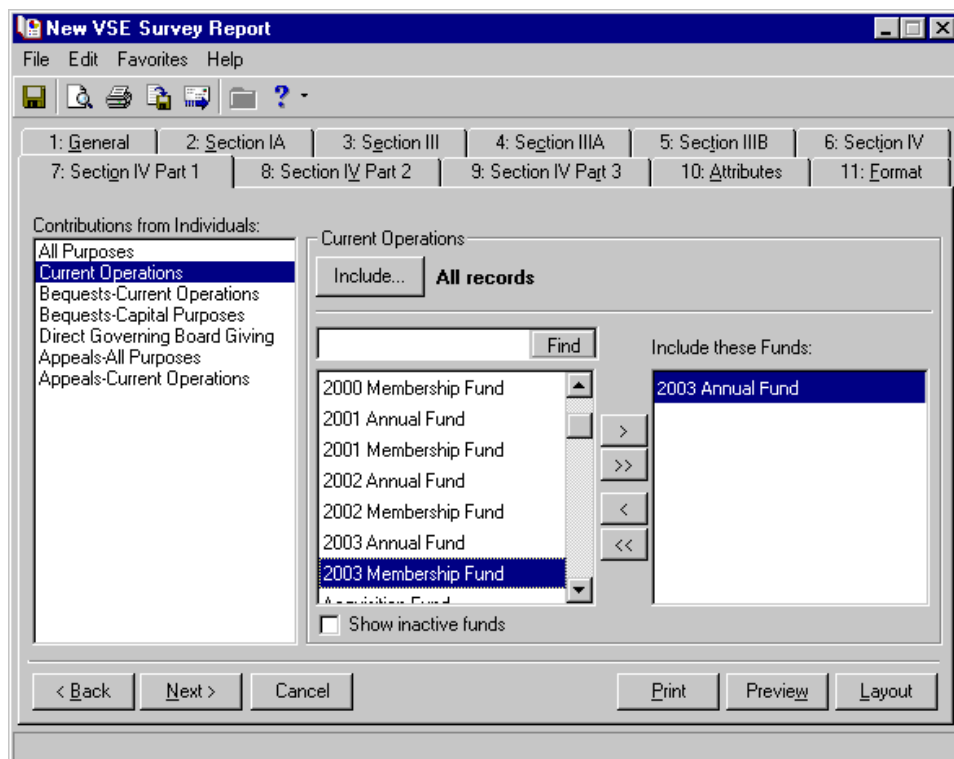 New VSE Survey Report
File Edit Favorites Help
?
1: General 2: Section IA 3: Section III 4: Section IIIA 5: Section IIIB 6: Section IV
7: Section IV Part 1 8: Section IV Part 2 9: Section IV Part 3 10: Attributes 11: Format
Contributions from Individuals:
All Purposes
Current Operations
Bequests-Current Operations
Bequests-Capital Purposes
Direct Governing Board Giving
Appeals-All Purposes
Appeals-Current Operations
Current Operations
Include... All records
Find
2000 Membership Fund
2001 Annual Fund
2001 Membership Fund
2002 Annual Fund
2002 Membership Fund
2003 Annual Fund
2003 Membership Fund
Acquisition Fund
Show inactive funds
>
>>
<
<<
Include these Funds:
2003 Annual Fund
< Back Next > Cancel Print Preview Layout